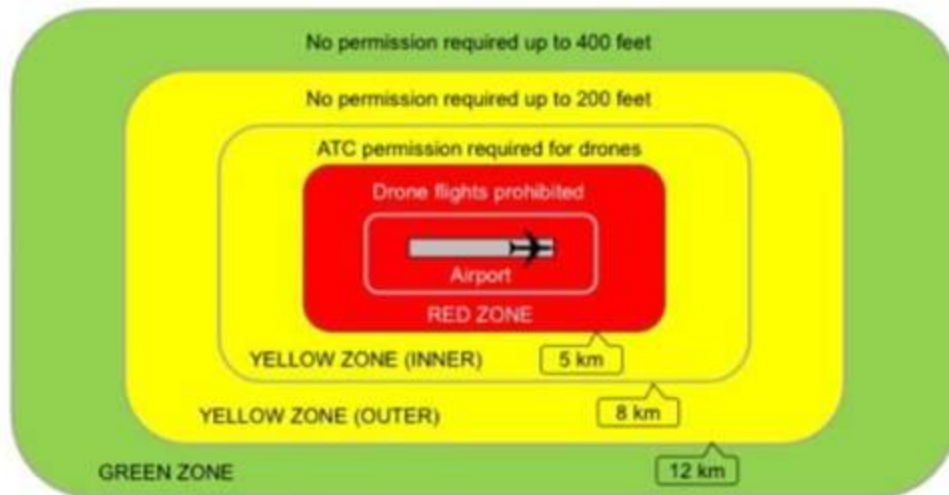 No permission required up to 400 feet
No permission required up to 200 feet
ATC permission required for drones
Drone flights prohibited
Airport
RED ZONE
YELLOW ZONE (INNER)
5 km
YELLOW ZONE (OUTER)
8 km
GREEN ZONE
12 km